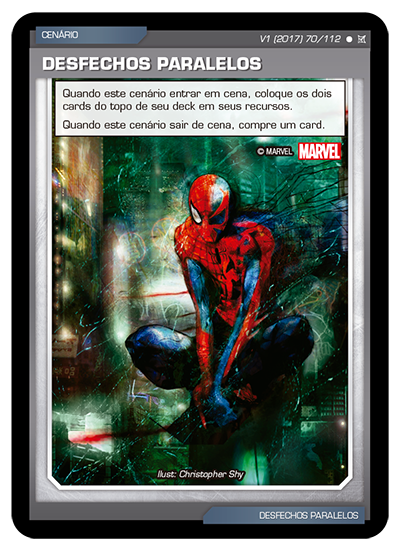 CENÁRIO
V1 (2017) 70/112
DESFECHOS PARALELOS
Quando este cenário entrar em cena, coloque os dois
cards do topo de seu deck em seus recursos.
Quando este cenário sair de cena, compre um card.
© MARVEL MARVEL
Ilust: Christopher Shy
DESFECHOS PARALELOS